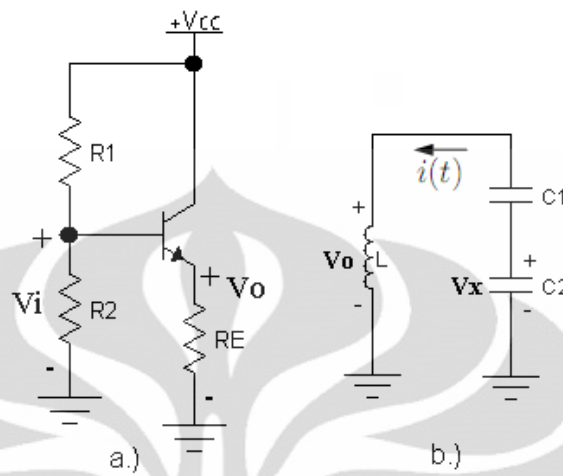 +Vcc
R1
+
Vi
R2
-
+
Vo
RE
-
a.)
i(t)
C1
+
Vo
L
-
+
Vx
C2
-
b.)